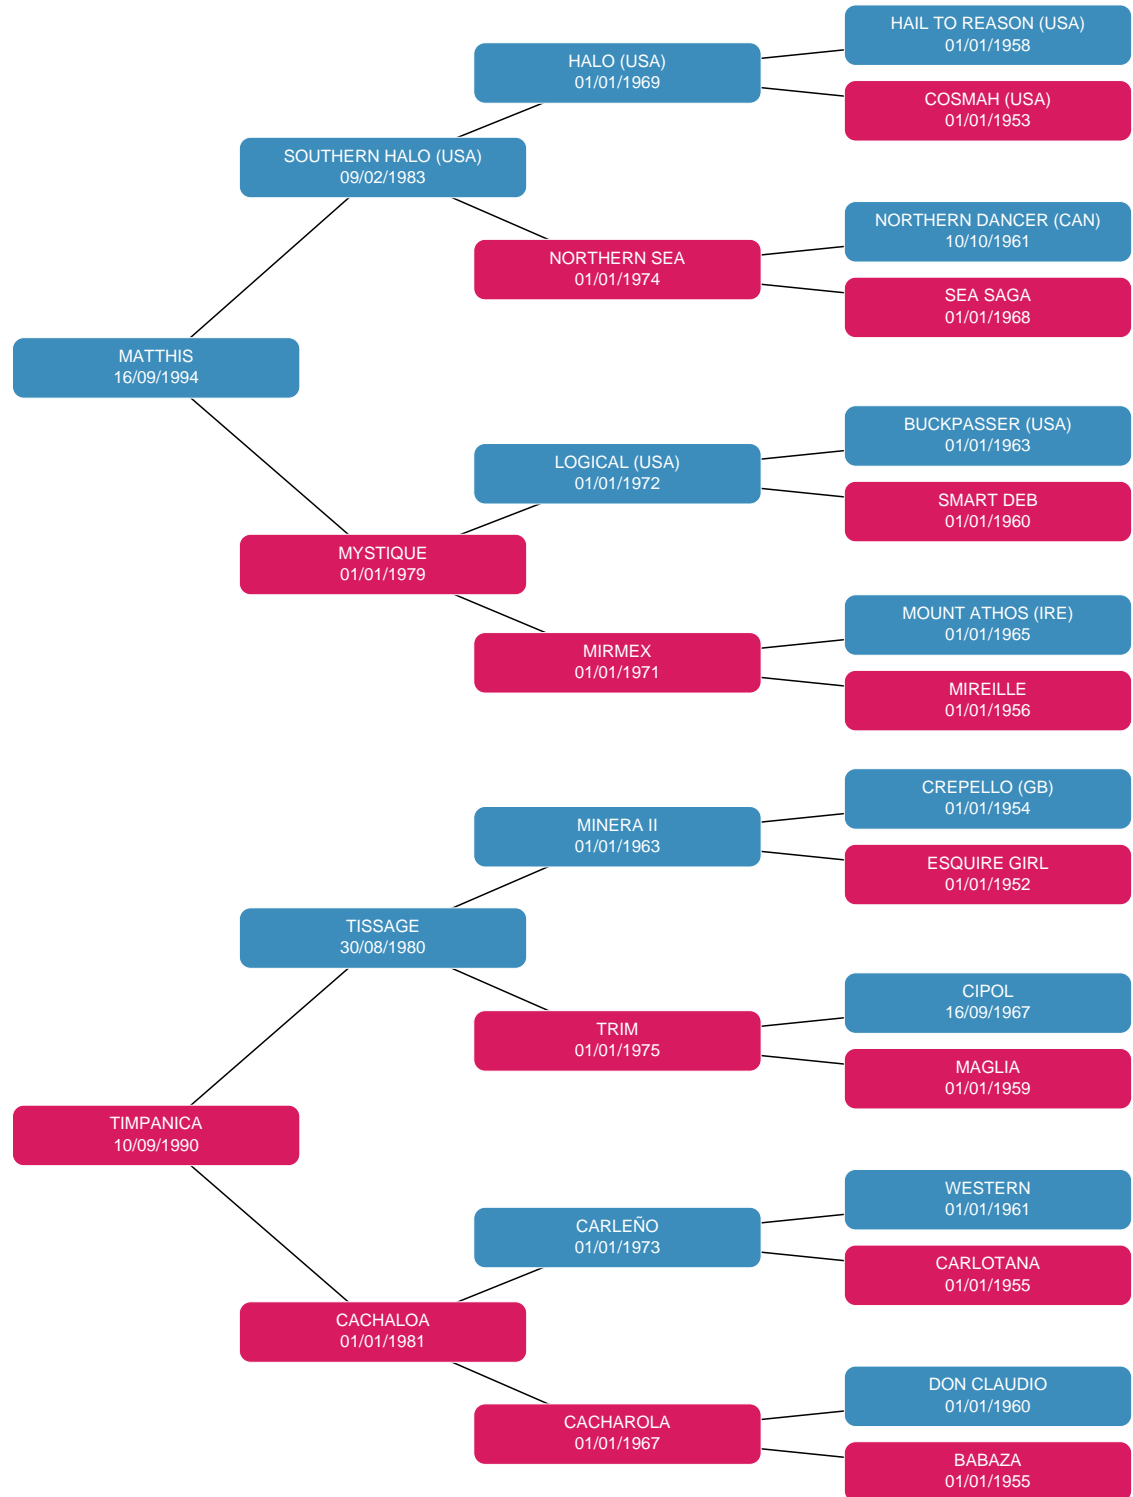 HAIL TO REASON (USA)
01/01/1958
HALO (USA)
01/01/1969
COSMAH (USA)
01/01/1953
SOUTHERN HALO (USA)
09/02/1983
NORTHERN DANCER (CAN)
10/10/1961
NORTHERN SEA
01/01/1974
SEA SAGA
01/01/1968
MATTHIS
16/09/1994
BUCKPASSER (USA)
01/01/1963
LOGICAL (USA)
01/01/1972
SMART DEB
01/01/1960
MYSTIQUE
01/01/1979
MOUNT ATHOS (IRE)
01/01/1965
MIRMEX
01/01/1971
MIREILLE
01/01/1956
CREPELLO (GB)
01/01/1954
MINERA II
01/01/1963
ESQUIRE GIRL
01/01/1952
TISSAGE
30/08/1980
CIPOL
16/09/1967
TRIM
01/01/1975
MAGLIA
01/01/1959
TIMPANICA
10/09/1990
WESTERN
01/01/1961
CARLEÑO
01/01/1973
CARLOTANA
01/01/1955
CACHALOA
01/01/1981
DON CLAUDIO
01/01/1960
CACHAROLA
01/01/1967
BABAZA
01/01/1955